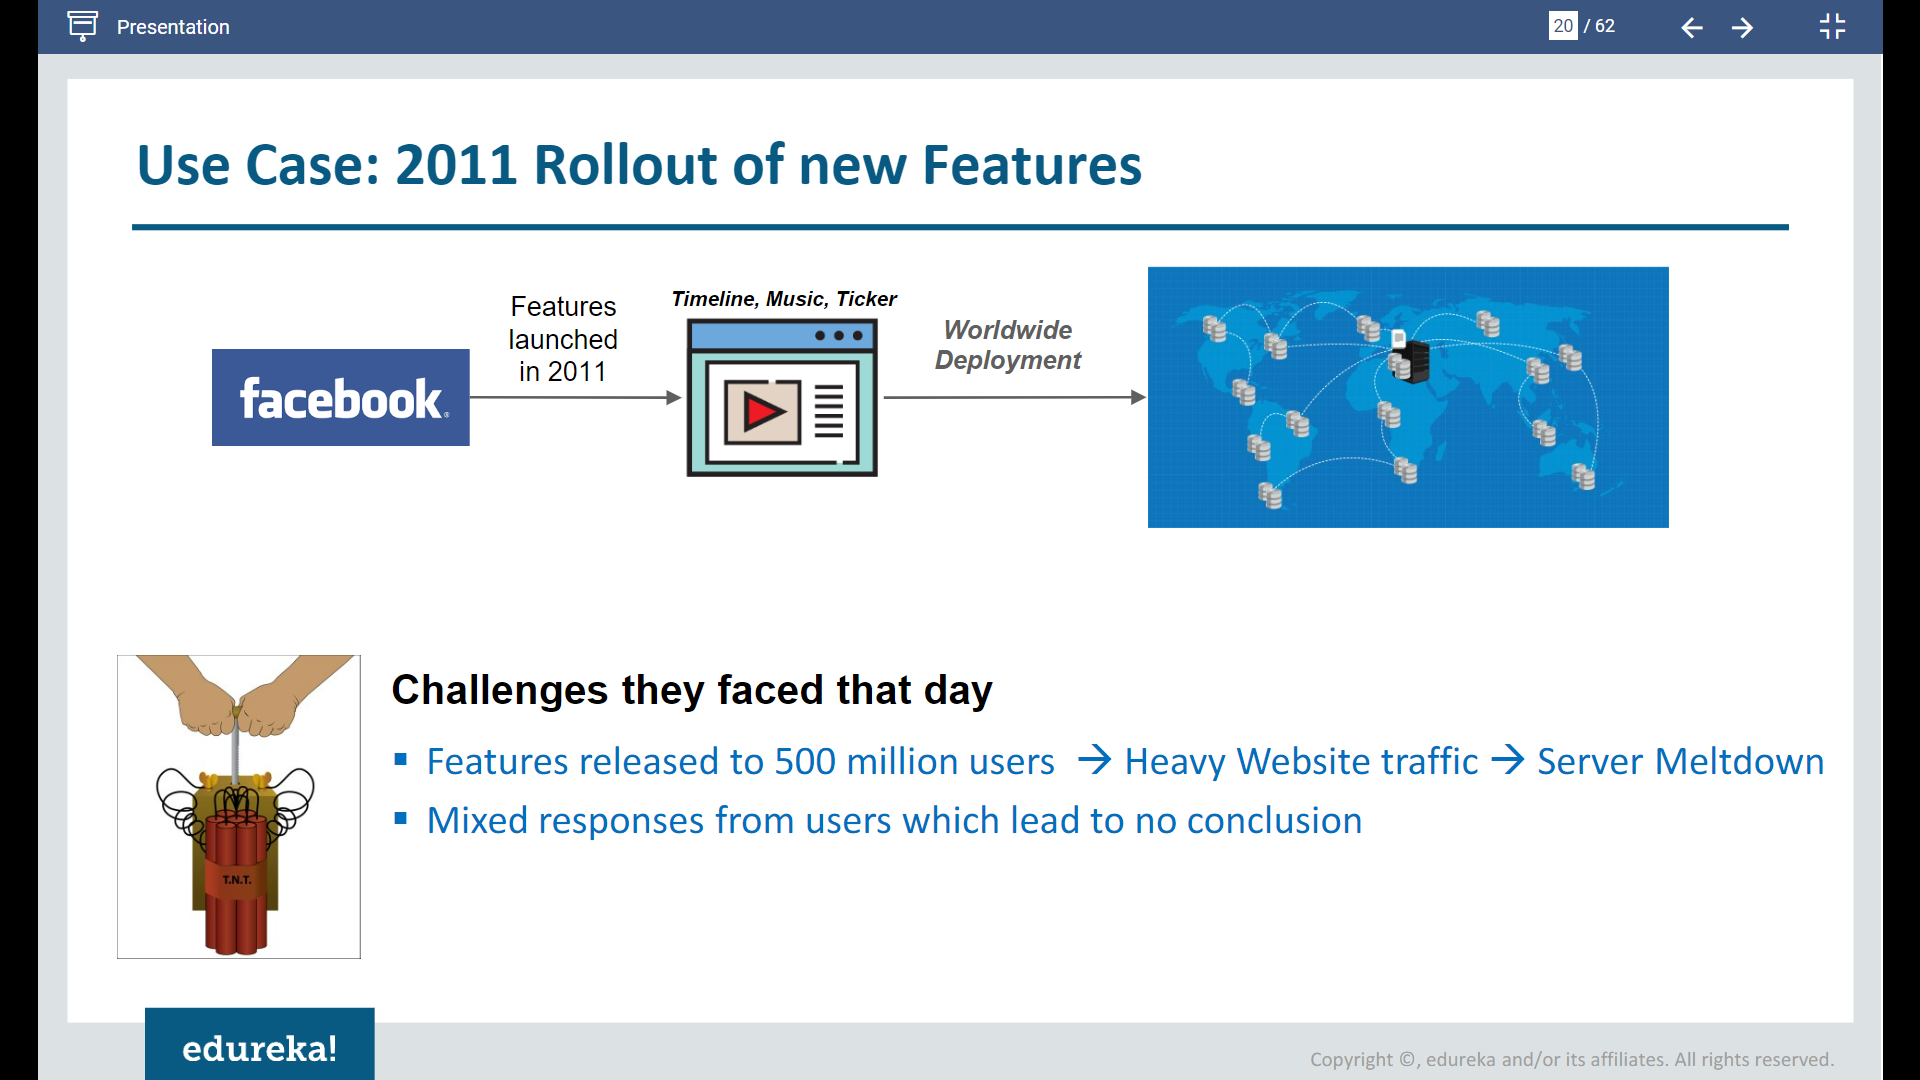 Presentation
20 / 62
Use Case: 2011 Rollout of new Features
facebook®
Features
launched
in 2011
Timeline, Music, Ticker
Worldwide
Deployment
Challenges they faced that day
▪ Features released to 500 million users → Heavy Website traffic → Server Meltdown
▪ Mixed responses from users which lead to no conclusion
T.N.T.
edureka!
Copyright ©, edureka and/or its affiliates. All rights reserved.